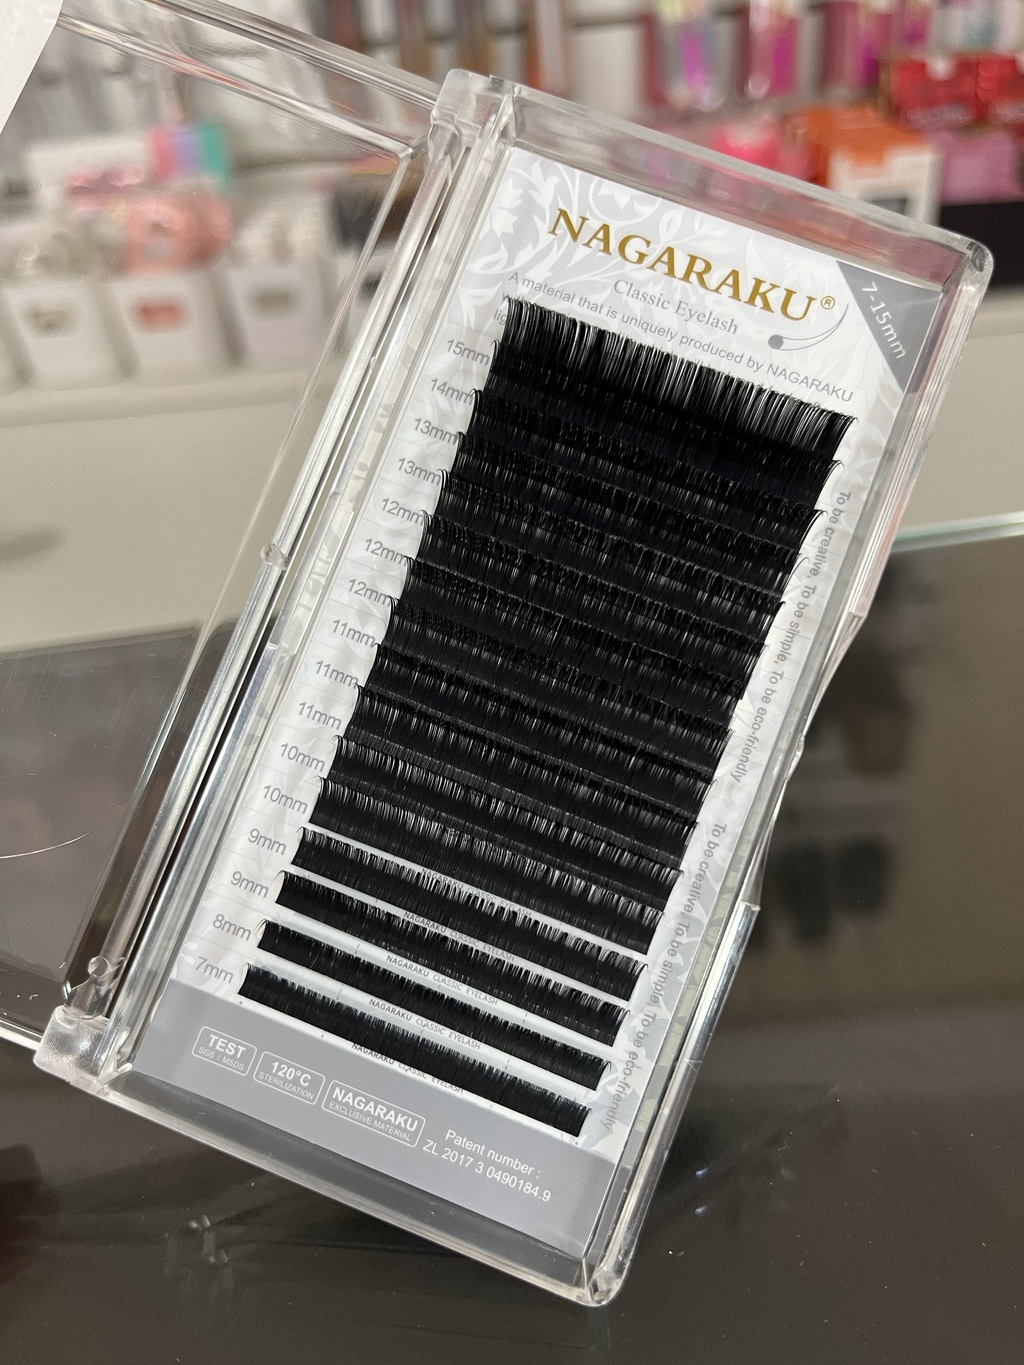 NAGARAKU®
Classic Eyelash
7-15mm
A material that is uniquely produced by NAGARAKU
15mm
14mm
13mm
13mm
12mm
12mm
12mm
11mm
11mm
11mm
10mm
10mm
9mm
9mm
8mm
7mm
To be creative, To be simple, To be eco-friendly
To be creative, To be simple, To be eco-friendly
NAGARAKU CLASSIC EYELASH
NAGARAKU CLASSIC EYELASH
NAGARAKU CLASSIC EYELASH
NAGARAKU CLASSIC EYELASH
NAGARAKU CLASSIC EYELASH
TEST
SGS / MSDS
120°C
STERILIZATION
NAGARAKU
EXCLUSIVE MATERIAL
Patent number :
ZL 2017 3 0490184.9